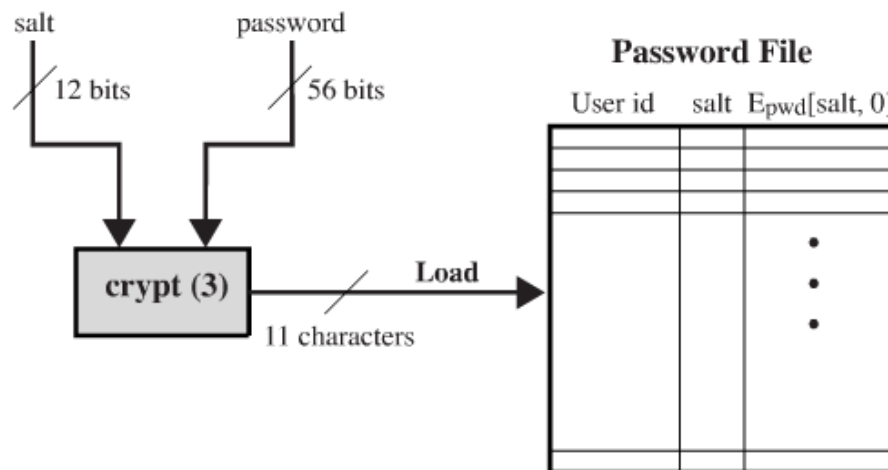 salt
password
12 bits
56 bits
crypt (3)
Load
11 characters
Password File
User id
salt
Epwd[salt, 0]